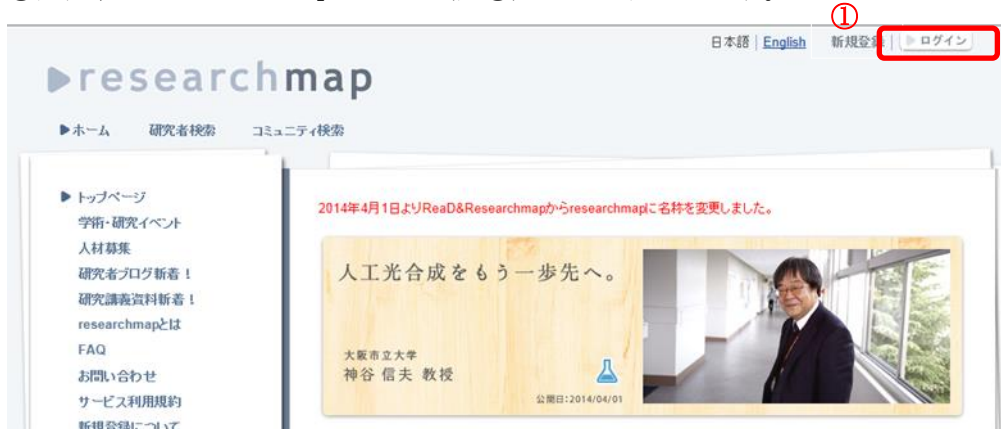 ①
日本語 | English 新規登録 | ログイン
researchmap
ホーム 研究者検索 コミュニティ検索
トップページ
学術・研究イベント
人材募集
研究者ブログ新着！
研究講義資料新着！
researchmapとは
FAQ
お問い合わせ
サービス利用規約
新規登録について
2014年4月1日よりReaD&Researchmapからresearchmapに名称を変更しました。
人工光合成をもう一歩先へ。
大阪市立大学
神谷 信夫 教授
公開日:2014/04/01